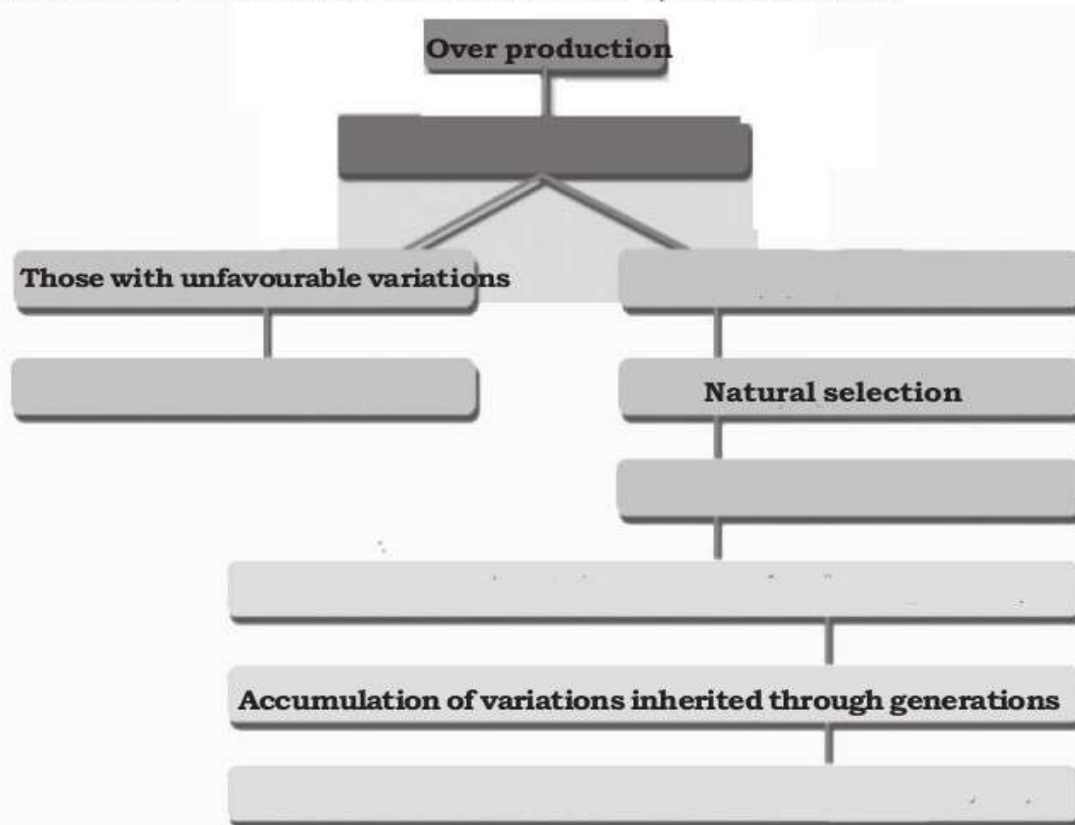 Over production
Those with unfavourable variations
Natural selection
Accumulation of variations inherited through generations